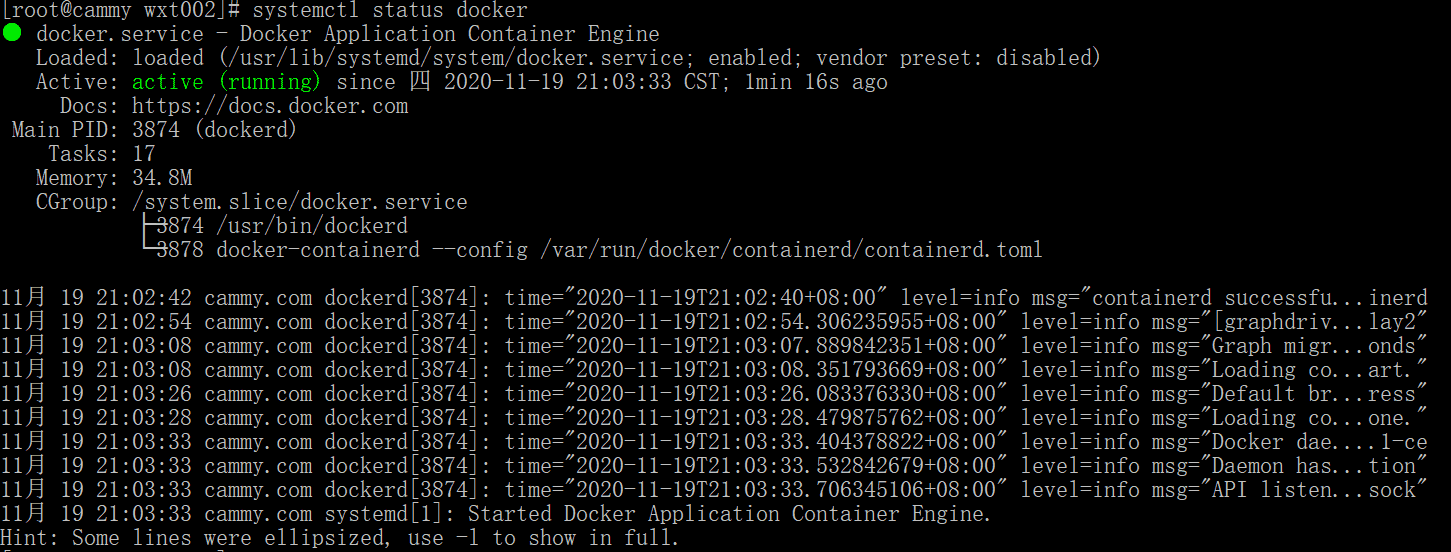 [root@cammy wxt002]# systemctl status docker
● docker.service - Docker Application Container Engine
   Loaded: loaded (/usr/lib/systemd/system/docker.service; enabled; vendor preset: disabled)
   Active: active (running) since 四 2020-11-19 21:03:33 CST; 1min 16s ago
     Docs: https://docs.docker.com
 Main PID: 3874 (dockerd)
    Tasks: 17
   Memory: 34.8M
   CGroup: /system.slice/docker.service
           ├─3874 /usr/bin/dockerd
           └─3878 docker-containerd --config /var/run/docker/containerd/containerd.toml
11月 19 21:02:42 cammy.com dockerd[3874]: time="2020-11-19T21:02:40+08:00" level=info msg="containerd successfu...inerd
11月 19 21:02:54 cammy.com dockerd[3874]: time="2020-11-19T21:02:54.306235955+08:00" level=info msg="[graphdriv...lay2"
11月 19 21:03:08 cammy.com dockerd[3874]: time="2020-11-19T21:03:07.889842351+08:00" level=info msg="Graph migr...onds"
11月 19 21:03:08 cammy.com dockerd[3874]: time="2020-11-19T21:03:08.351793669+08:00" level=info msg="Loading co...art."
11月 19 21:03:26 cammy.com dockerd[3874]: time="2020-11-19T21:03:26.083376330+08:00" level=info msg="Default br...ress"
11月 19 21:03:28 cammy.com dockerd[3874]: time="2020-11-19T21:03:28.479875762+08:00" level=info msg="Loading co...one."
11月 19 21:03:33 cammy.com dockerd[3874]: time="2020-11-19T21:03:33.404378822+08:00" level=info msg="Docker dae....1-ce
11月 19 21:03:33 cammy.com dockerd[3874]: time="2020-11-19T21:03:33.532842679+08:00" level=info msg="Daemon has...tion"
11月 19 21:03:33 cammy.com dockerd[3874]: time="2020-11-19T21:03:33.706345106+08:00" level=info msg="API listen...sock"
11月 19 21:03:33 cammy.com systemd[1]: Started Docker Application Container Engine.
Hint: Some lines were ellipsized, use -l to show in full.